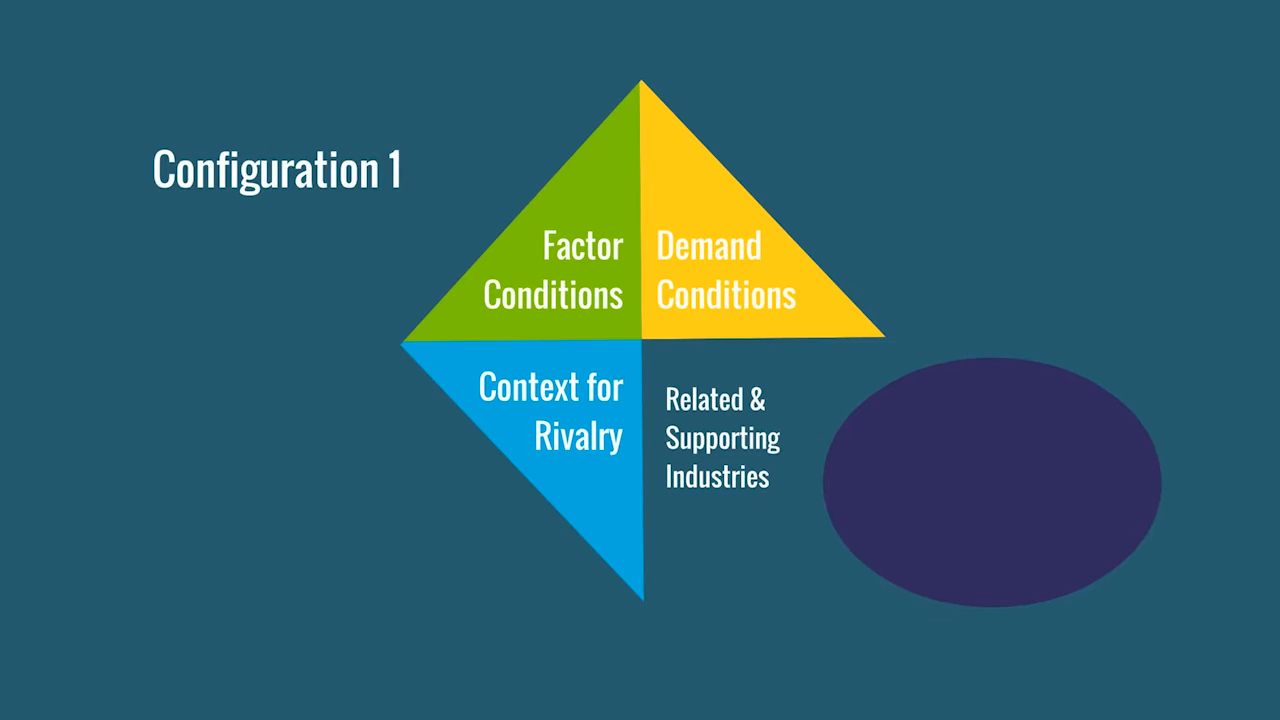 Configuration 1
Factor
Conditions
Demand
Conditions
Context for
Rivalry
Related &
Supporting
Industries